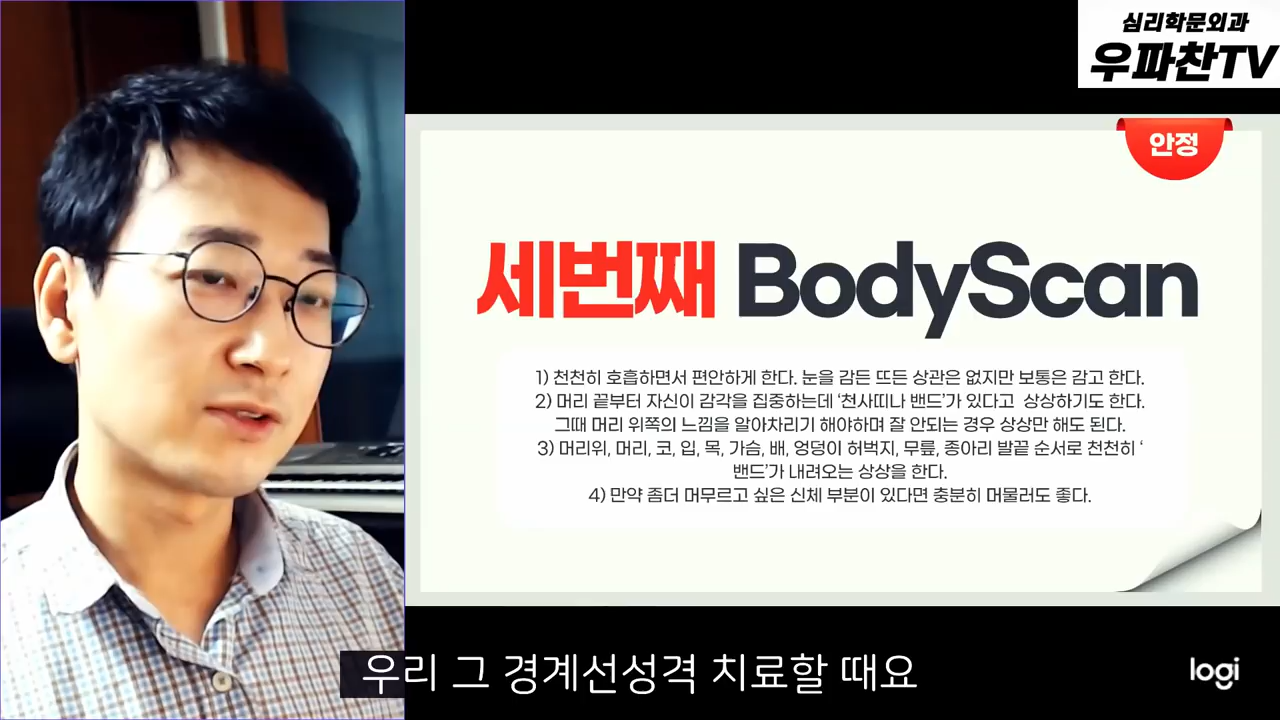 심리학문외과
우파찬TV
안정
세번째 BodyScan
1) 천천히 호흡하면서 편안하게 한다. 눈을 감든 뜨든 상관은 없지만 보통은 감고 한다.
2) 머리 끝부터 자신이 감각을 집중하는데 ‘천사띠나 밴드’가 있다고 상상하기도 한다.
그때 머리 위쪽의 느낌을 알아차리기 해야하며 잘 안되는 경우 상상만 해도 된다.
3) 머리위, 머리, 코, 입, 목, 가슴, 배, 엉덩이 허벅지, 무릎, 종아리 발끝 순서로 천천히 ‘
밴드’가 내려오는 상상을 한다.
4) 만약 좀더 머무르고 싶은 신체 부분이 있다면 충분히 머물러도 좋다.
우리 그 경계선성격 치료할 때요
logi